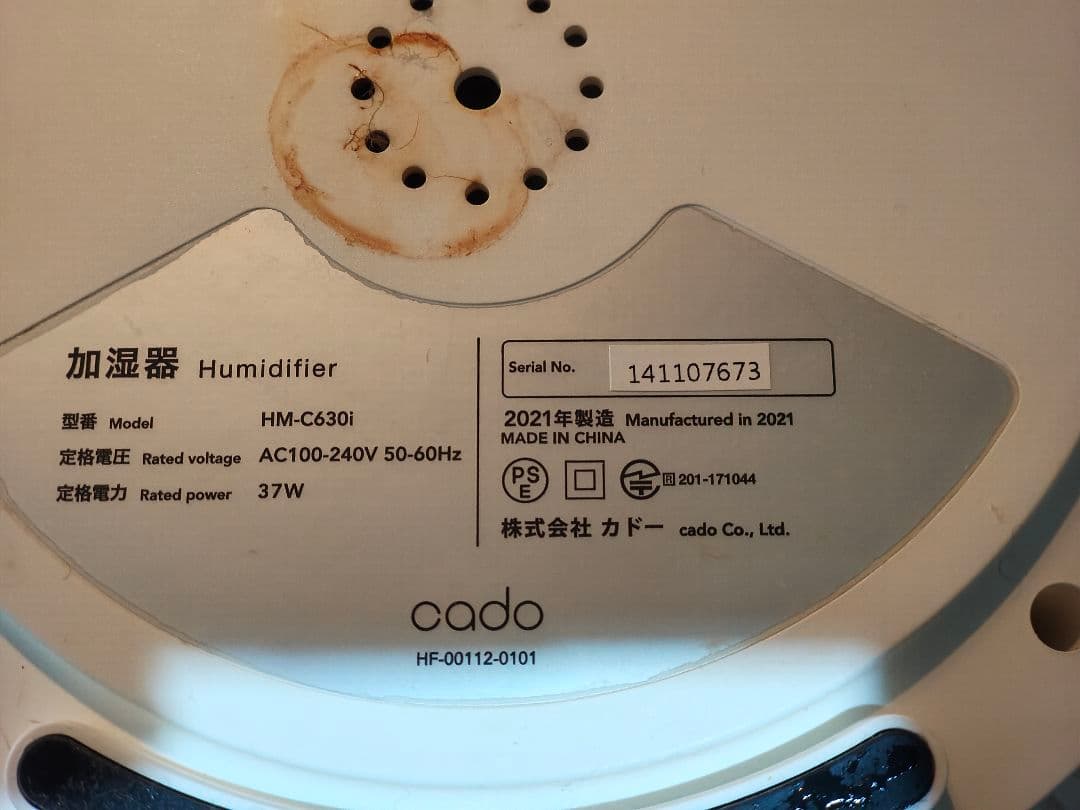 加湿器 Humidifier
型番 Model HM-C630i
定格電圧 Rated voltage AC100-240V 50-60Hz
定格電力 Rated power 37W
Serial No. 141107673
2021年製造 Manufactured in 2021
MADE IN CHINA
PS
E
R 201-171044
株式会社 カドー cado Co., Ltd.
cado
HF-00112-0101